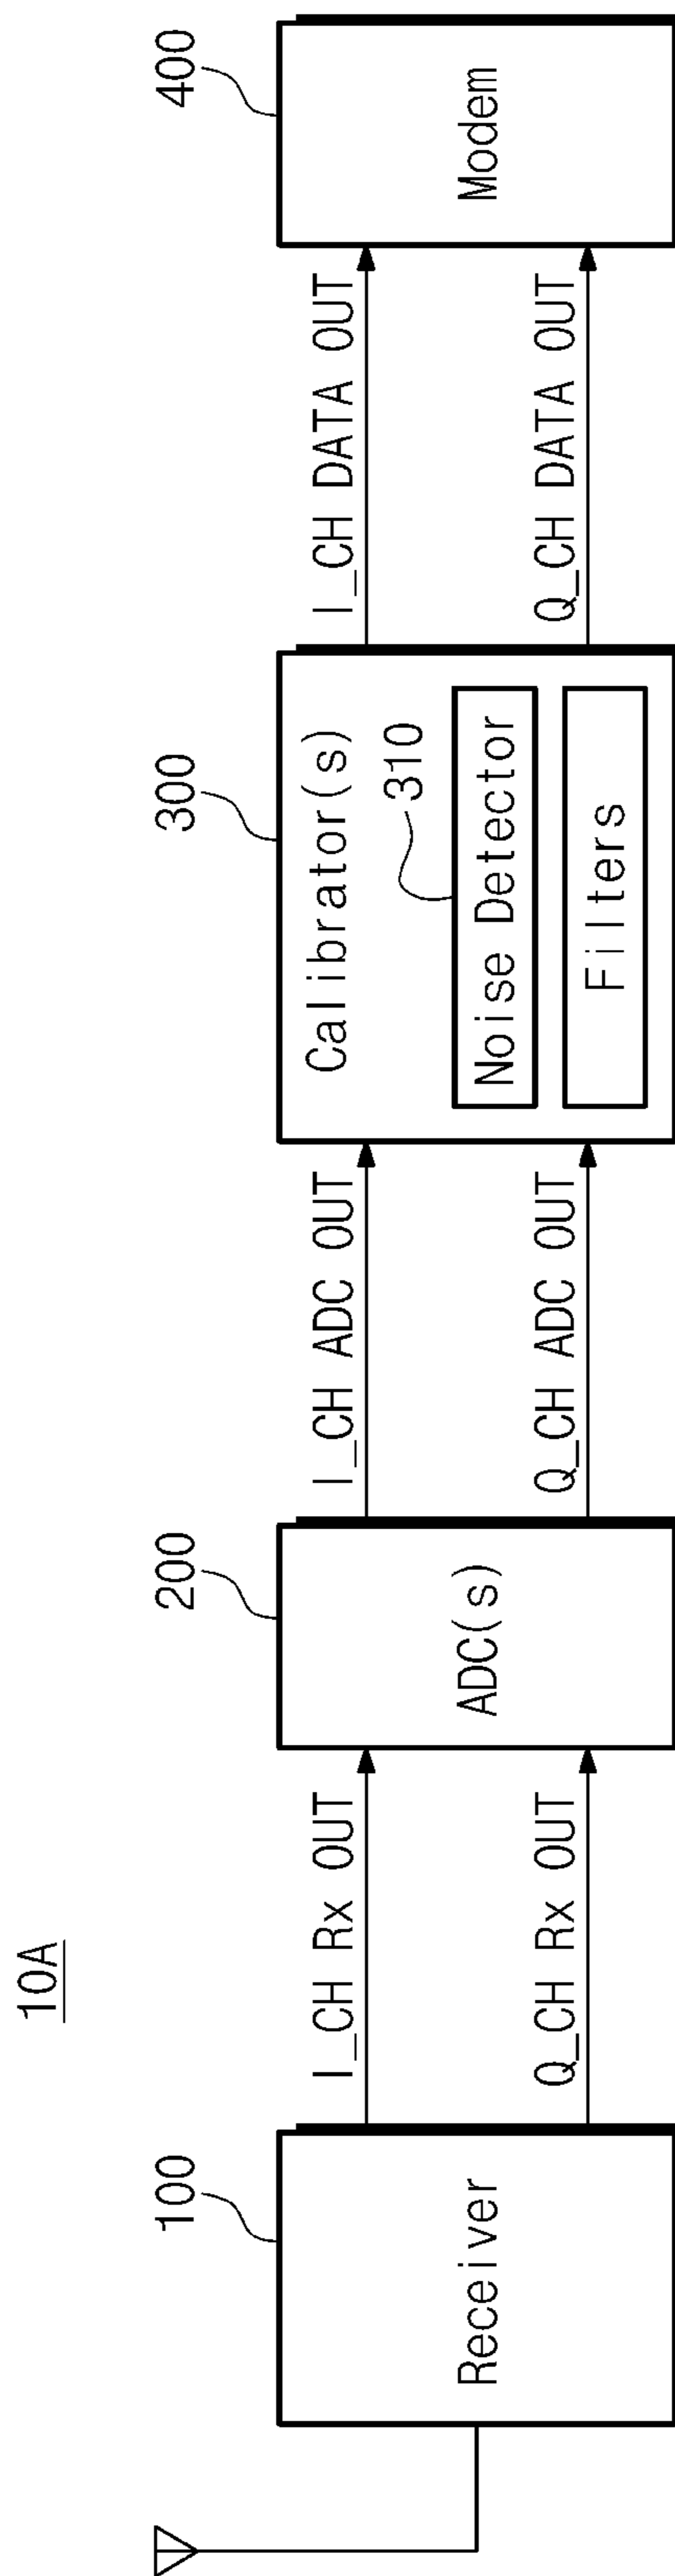 10A
100
200
300
400
Receiver
I_CH Rx OUT
Q_CH Rx OUT
ADC(s)
I_CH ADC OUT
Q_CH ADC OUT
Calibrator(s)
310
Noise Detector
Filters
I_CH DATA OUT
Q_CH DATA OUT
Modem